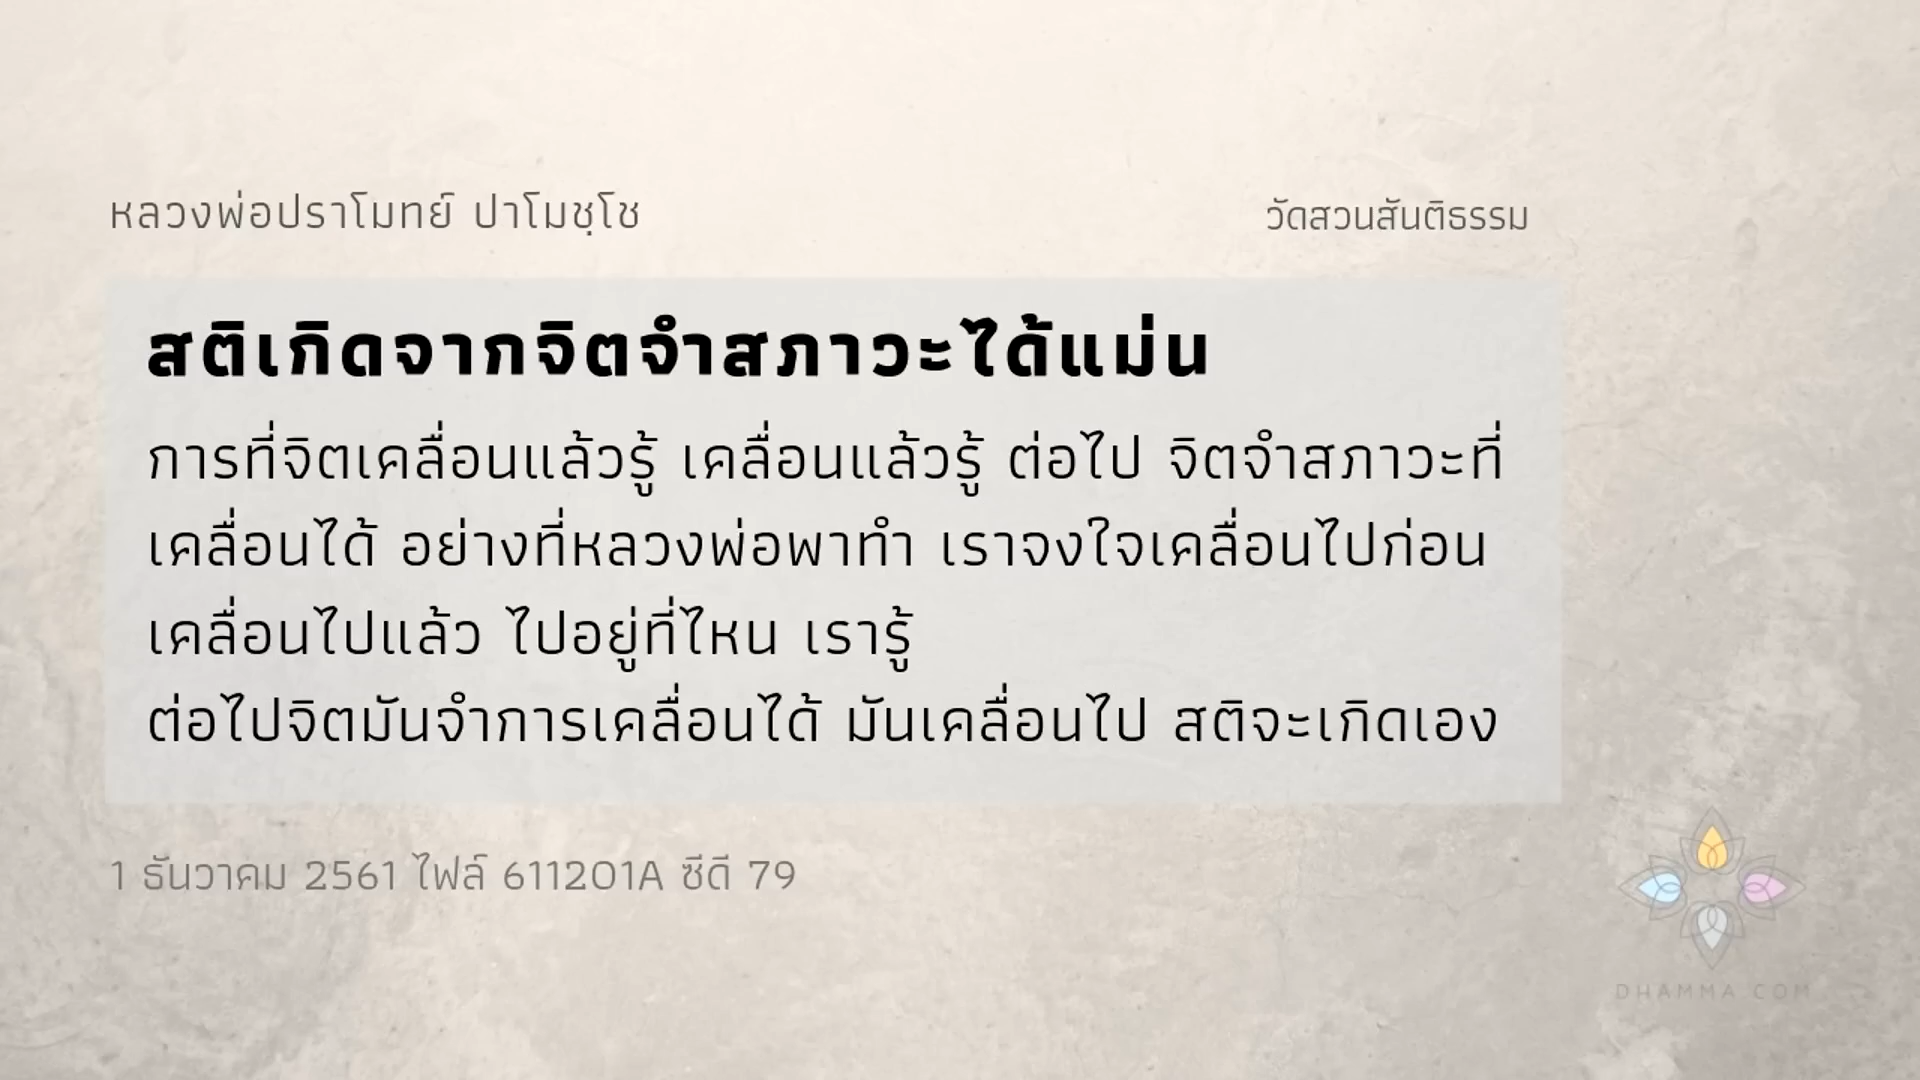 หลวงพ่อปราโมทย์ ปาโมชฺโช
วัดสวนสันติธรรม
สติเกิดจากจิตจำสภาวะได้แม่น
การที่จิตเคลื่อนแล้วรู้ เคลื่อนแล้วรู้ ต่อไป จิตจำสภาวะที่
เคลื่อนได้ อย่างที่หลวงพ่อพาทำ เราจงใจเคลื่อนไปก่อน
เคลื่อนไปแล้ว ไปอยู่ที่ไหน เรารู้
ต่อไปจิตมันจำการเคลื่อนได้ มันเคลื่อนไป สติจะเกิดเอง
1 ธันวาคม 2561 ไฟล์ 611201A ซีดี 79
DHAMMA COM